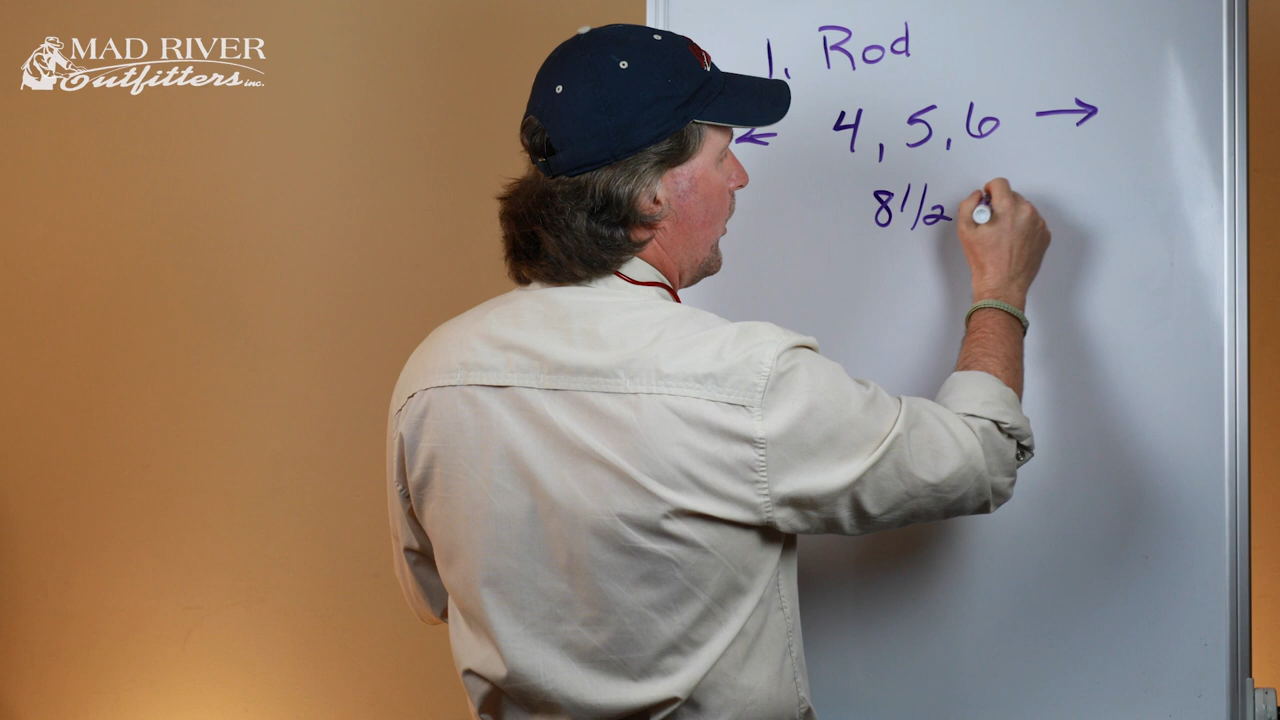 MAD RIVER
Outfitters inc.
1. Rod
← 4, 5, 6 →
8 1/2